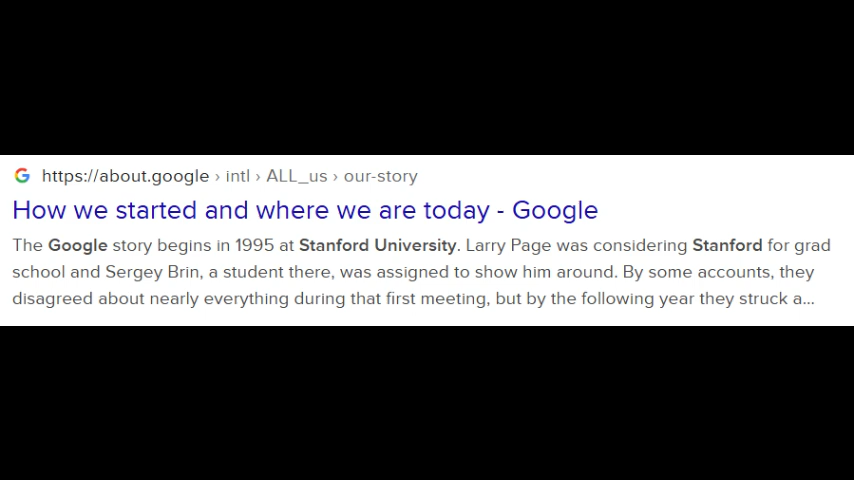 https://about.google › intl › ALL_us › our-story
How we started and where we are today - Google
The Google story begins in 1995 at Stanford University. Larry Page was considering Stanford for grad
school and Sergey Brin, a student there, was assigned to show him around. By some accounts, they
disagreed about nearly everything during that first meeting, but by the following year they struck a...